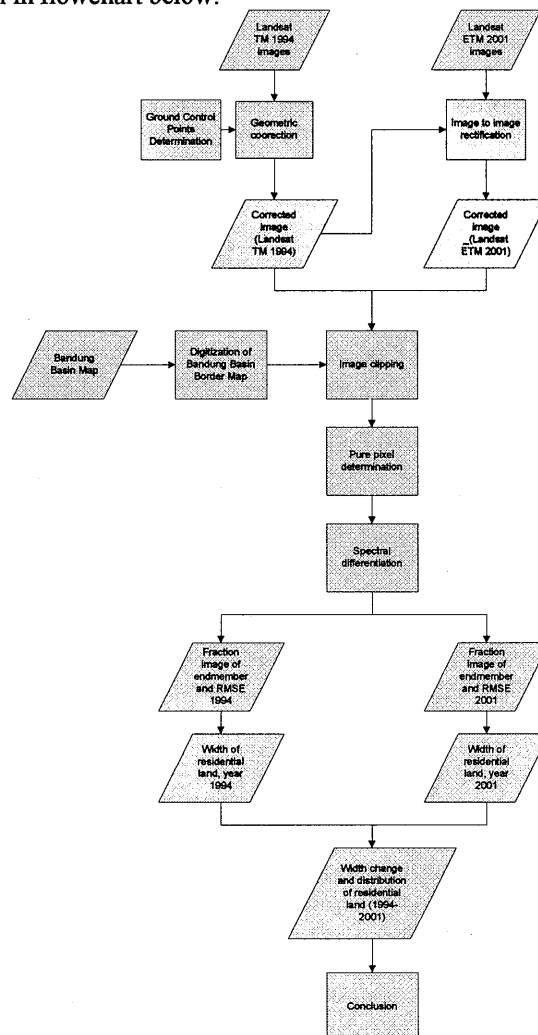 in flowchart below:
Landsat
TM 1994
Images
Landsat
ETM 2001
Images
Ground Control
Points
Determination
Geometric
coorection
Image to image
rectification
Corrected
image
(Landsat
TM 1994)
Corrected
image
_(Landsat
ETM 2001)
Bandung
Basin Map
Digitization of
Bandung Basin
Border Map
Image clipping
Pure pixel
determination
Spectral
differentiation
Fraction
Image of
endmember
and RMSE
1994
Fraction
Image of
endmember
and RMSE
2001
Width of
residential
land, year
1994
Width of
residential
land, year
2001
Width change
and distribution
of residential
land (1994-
2001)
Conclusion